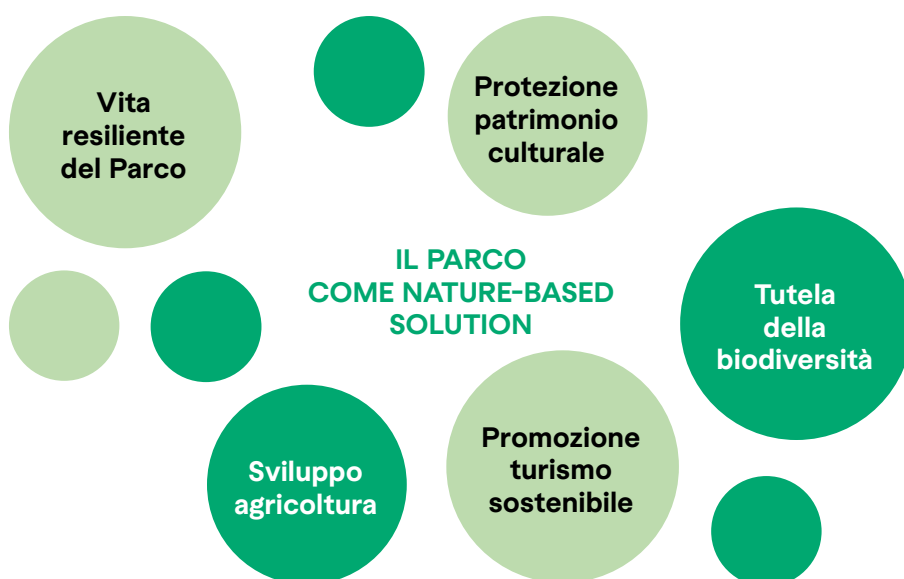 Vita
resiliente
del Parco
Protezione
patrimonio
culturale
IL PARCO
COME NATURE-BASED
SOLUTION
Tutela
della
biodiversità
Sviluppo
agricoltura
Promozione
turismo
sostenibile